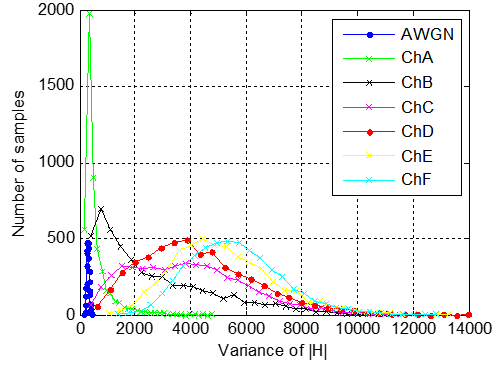 2000
1500
1000
500
0
Number of samples
AWGN
ChA
ChB
ChC
ChD
ChE
ChF
0 2000 4000 6000 8000 10000 12000 14000
Variance of |H|